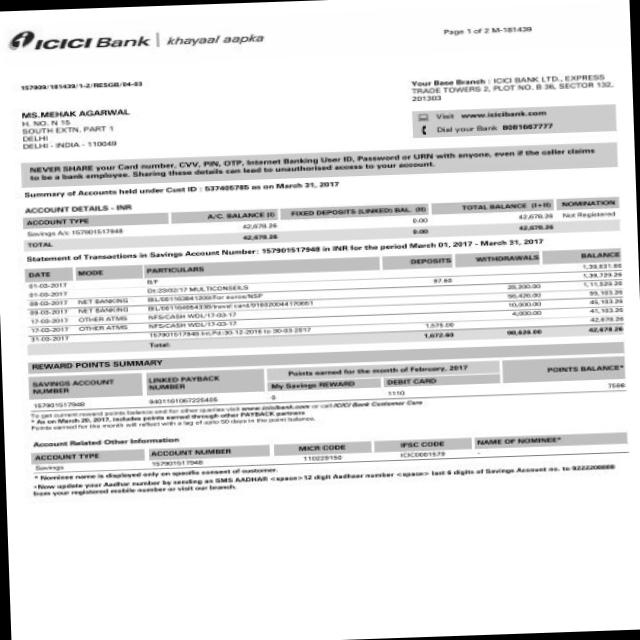 ICICI Bank | khayaal aapka
Page 1 of 2 M-181439
157909/181439/1-2/RESGB/04-03
Your Base Branch : ICICI BANK LTD., EXPRESS
TRADE TOWERS 2, PLOT NO. B 36, SECTOR 132,
201303
MS.MEHAK AGARWAL
H. NO. N 15
SOUTH EXTN, PART 1
DELHI
DELHI - INDIA - 110049
Visit www.icicibank.com
Dial your Bank 8081667777
NEVER SHARE your Card number, CVV, PIN, OTP, Internet Banking User ID, Password or URN with anyone, even if the caller claims
to be a bank employee. Sharing these details can lead to unauthorised access to your account.
Summary of Accounts held under Cust ID : 537405785 as on March 31, 2017
ACCOUNT DETAILS - INR
ACCOUNT TYPE A/C. BALANCE (I) FIXED DEPOSITS (LINKED) BAL. (II) TOTAL BALANCE (I+II) NOMINATION
Savings A/c 157901517948 42,678.26 0.00 42,678.26 Not Registered
TOTAL 42,678.26 0.00 42,678.26
Statement of Transactions in Savings Account Number: 157901517948 in INR for the period March 01, 2017 - March 31, 2017
DATE MODE PARTICULARS DEPOSITS WITHDRAWALS BALANCE
01-03-2017 B/F 1,39,631.66
01-03-2017 Dt:23/02/17 MULTICONSEILS 97.60 1,39,729.26
08-03-2017 NET BANKING 28,200.00 1,11,529.26
09-03-2017 NET BANKING 56,426.00 55,103.26
17-03-2017 OTHER ATMS NFS/CASH WDL/17-03-17 10,000.00 45,103.26
17-03-2017 OTHER ATMS NFS/CASH WDL/17-03-17 4,000.00 41,103.26
31-03-2017 157901517948:Int.Pd:30-12-2016 to 30-03-2017 1,575.00 42,678.26
Total: 1,672.60 98,626.00 42,678.26
REWARD POINTS SUMMARY
SAVINGS ACCOUNT NUMBER LINKED PAYBACK NUMBER Points earned for the month of February, 2017 POINTS BALANCE*
My Savings REWARD DEBIT CARD
157901517948 9401161067225405 0 1110 7596
To get current reward points balance and for other queries visit www.icicibank.com or call ICICI Bank Customer Care
* As on March 20, 2017, includes points earned through other PAYBACK partners
Points earned for the month will reflect with a lag of upto 50 days in the point balance.
Account Related Other Information
ACCOUNT TYPE ACCOUNT NUMBER MICR CODE IFSC CODE NAME OF NOMINEE*
Savings 157901517948 110229150 ICIC0001579 -
* Nominee name is displayed only on specific consent of customer.
Now update your Aadhar number by sending an SMS AADHAR <space>12 digit Aadhaar number <space> last 6 digits of Savings Account no. to 9222208888
from your registered mobile number or visit our branch.